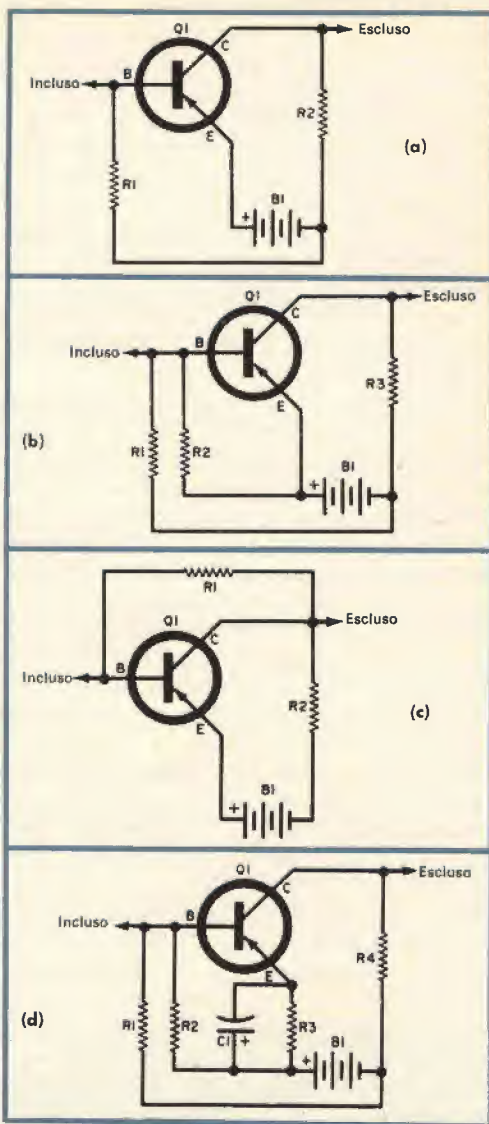 Q1
C
Escluso
Incluso
B
R2
(a)
E
R1
+
B1
Q1
C
Escluso
Incluso
B
R3
E
(b)
R1
R2
+
B1
R1
Q1
C
Escluso
Incluso
B
R2
(c)
E
+
B1
Q1
C
Escluso
Incluso
B
R4
E
(d)
R1
R2
C1
+
R3
B1
+